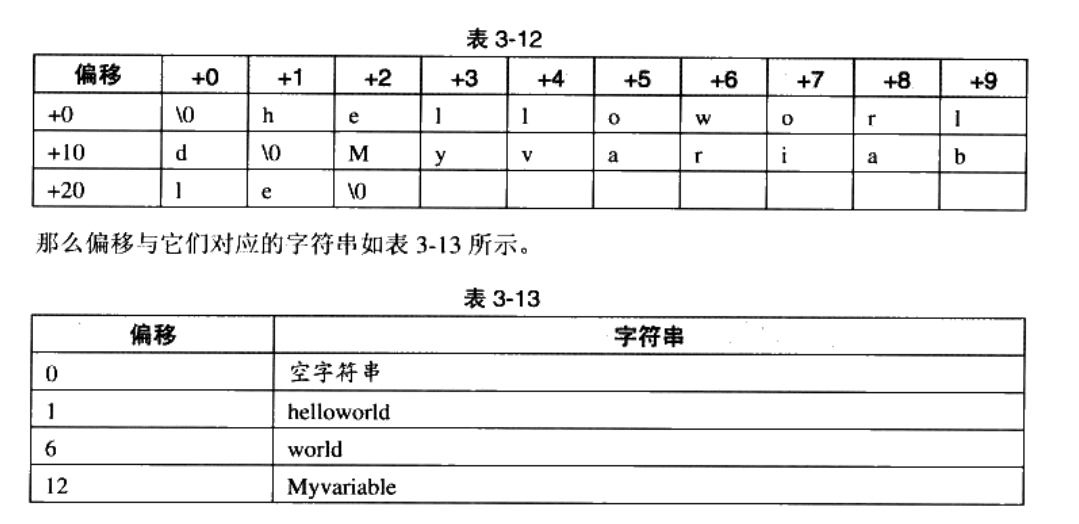 表 3-12
偏移 +0 +1 +2 +3 +4 +5 +6 +7 +8 +9
+0 \0 h e l l o w o r l
+10 d \0 M y v a r i a b
+20 l e \0
那么偏移与它们对应的字符串如表 3-13 所示。
表 3-13
偏移 字符串
0 空字符串
1 helloworld
6 world
12 Myvariable